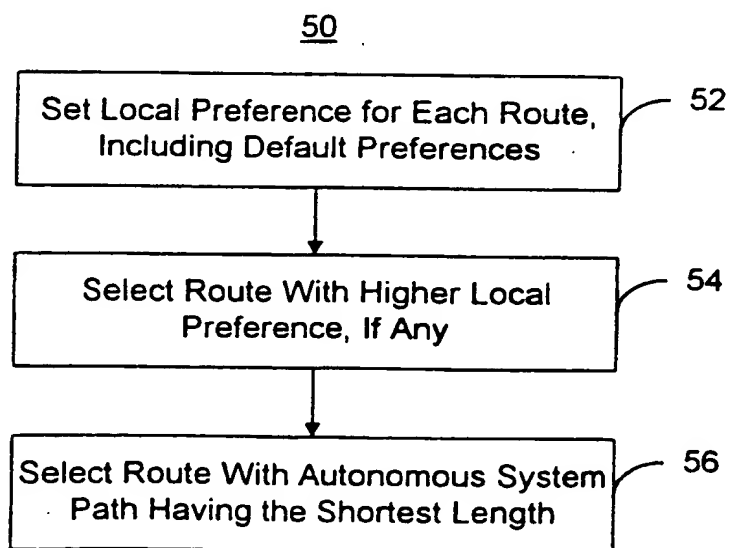 50
Set Local Preference for Each Route,
Including Default Preferences
52
Select Route With Higher Local
Preference, If Any
54
Select Route With Autonomous System
Path Having the Shortest Length
56